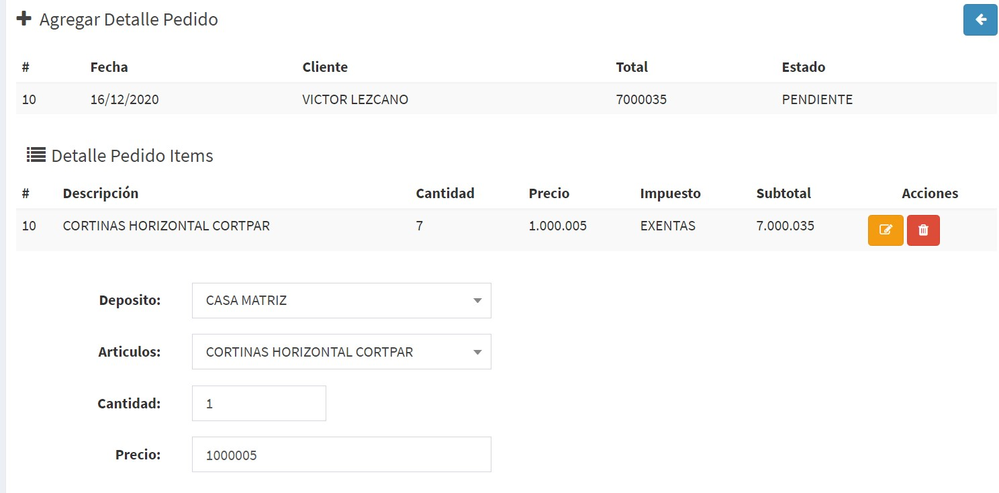 Agregar Detalle Pedido
# Fecha Cliente Total Estado
10 16/12/2020 VICTOR LEZCANO 7000035 PENDIENTE
Detalle Pedido Items
# Descripción Cantidad Precio Impuesto Subtotal Acciones
10 CORTINAS HORIZONTAL CORTPAR 7 1.000.005 EXENTAS 7.000.035
Deposito: CASA MATRIZ
Articulos: CORTINAS HORIZONTAL CORTPAR
Cantidad: 1
Precio: 1000005